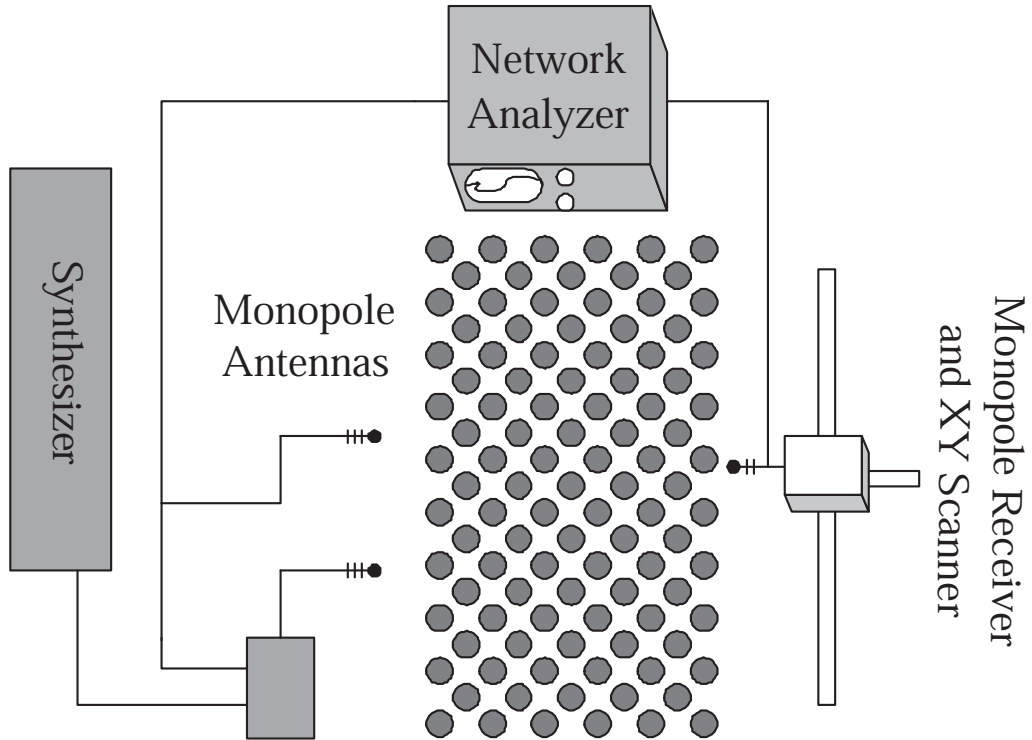 Network
Analyzer
Synthesizer
Monopole
Antennas
Monopole Receiver
and XY Scanner